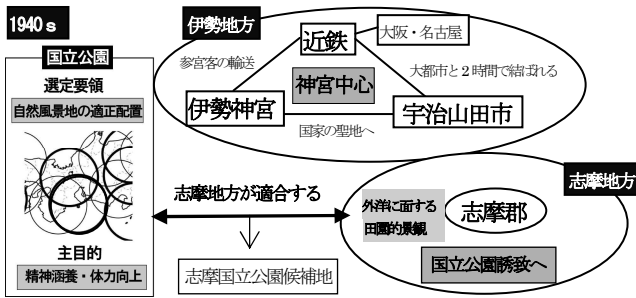 1940s
国立公園
選定要領
自然風景地の適正配置
主目的
精神涵養・体力向上
伊勢地方
近鉄
大阪・名古屋
参宮客の輸送
神宮中心
大都市と2時間で結ばれる
伊勢神宮
宇治山田市
国家の聖地へ
志摩地方が適合する
志摩国立公園候補地
志摩地方
外洋に面する
田園的景観
志摩郡
国立公園誘致へ